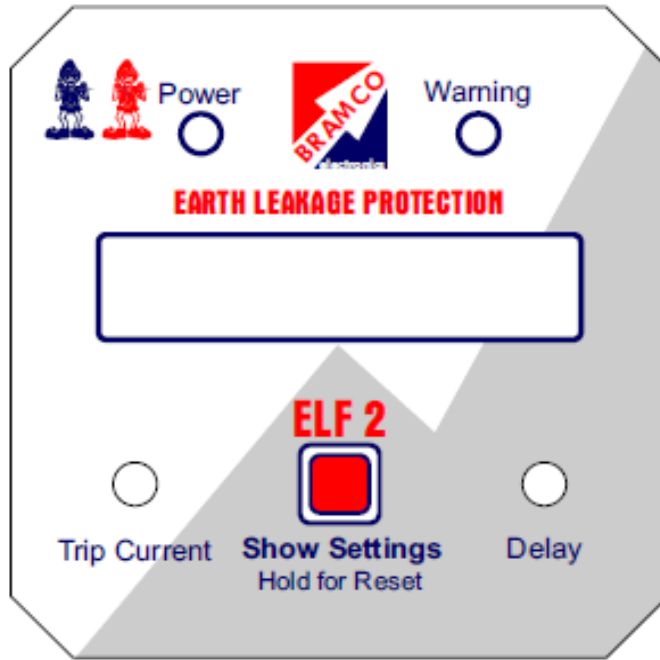 Power
Warning
BRAMCO
EARTH LEAKAGE PROTECTION
ELF 2
Trip Current
Show Settings
Delay
Hold for Reset